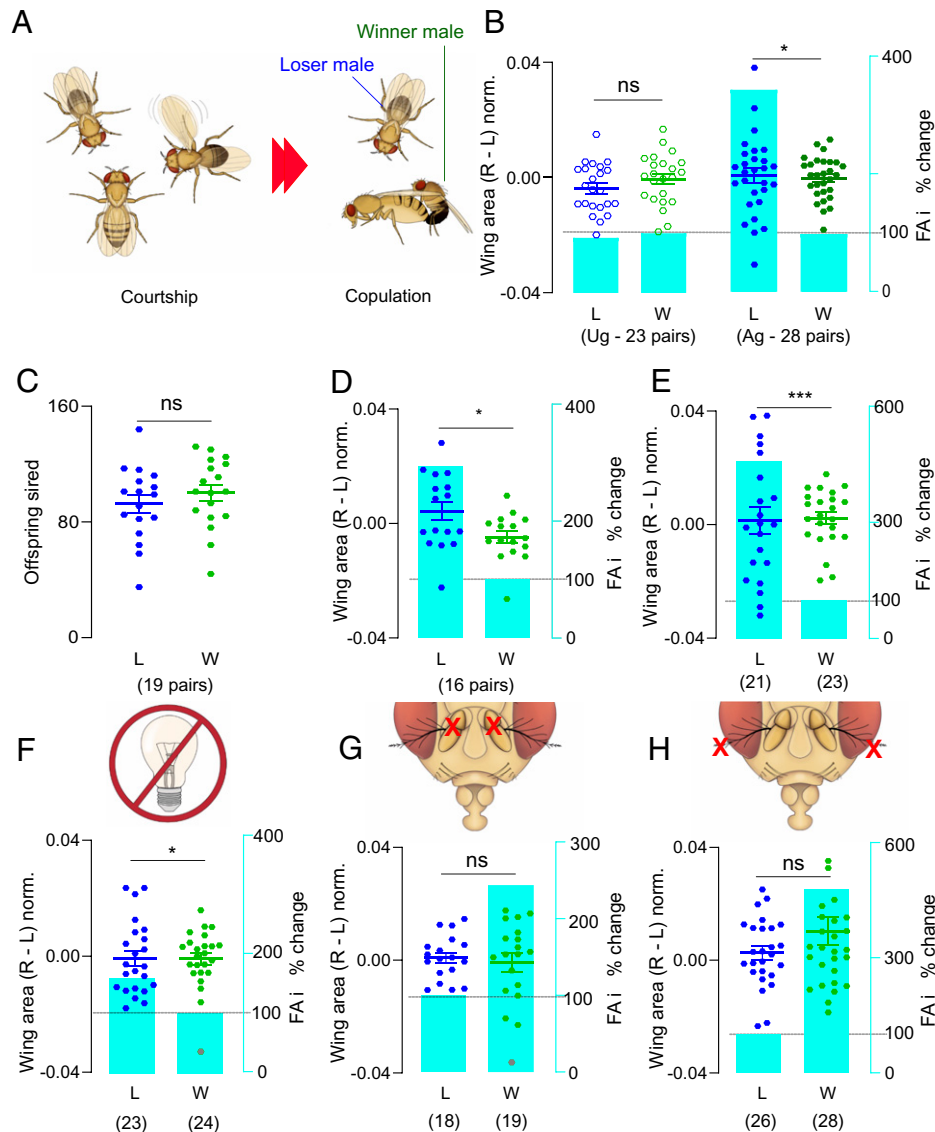 A
Winner male
Loser male
Courtship
Copulation
B
Wing area (R - L) norm.
0.04
0.00
-0.04
ns
*
400
100
0
FA i % change
L W L W
(Ug - 23 pairs) (Ag - 28 pairs)
C
Offspring sired
160
80
0
ns
L W
(19 pairs)
D
Wing area (R - L) norm.
0.04
0.00
-0.04
*
400
200
100
0
FA i % change
L W
(16 pairs)
E
Wing area (R - L) norm.
0.04
0.00
-0.04
***
600
300
100
0
FA i % change
L W
(21) (23)
F
Wing area (R - L) norm.
0.04
0.00
-0.04
*
400
200
100
0
FA i % change
L W
(23) (24)
G
X X
Wing area (R - L) norm.
0.04
0.00
-0.04
ns
300
200
100
0
FA i % change
L W
(18) (19)
H
X X
Wing area (R - L) norm.
0.04
0.00
-0.04
ns
600
300
100
0
FA i % change
L W
(26) (28)